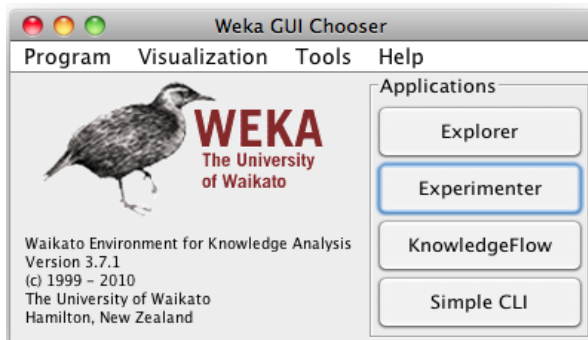 Weka GUI Chooser
Program Visualization Tools Help
WEKA
The University
of Waikato
Waikato Environment for Knowledge Analysis
Version 3.7.1
(c) 1999 – 2010
The University of Waikato
Hamilton, New Zealand
Applications
Explorer
Experimenter
KnowledgeFlow
Simple CLI